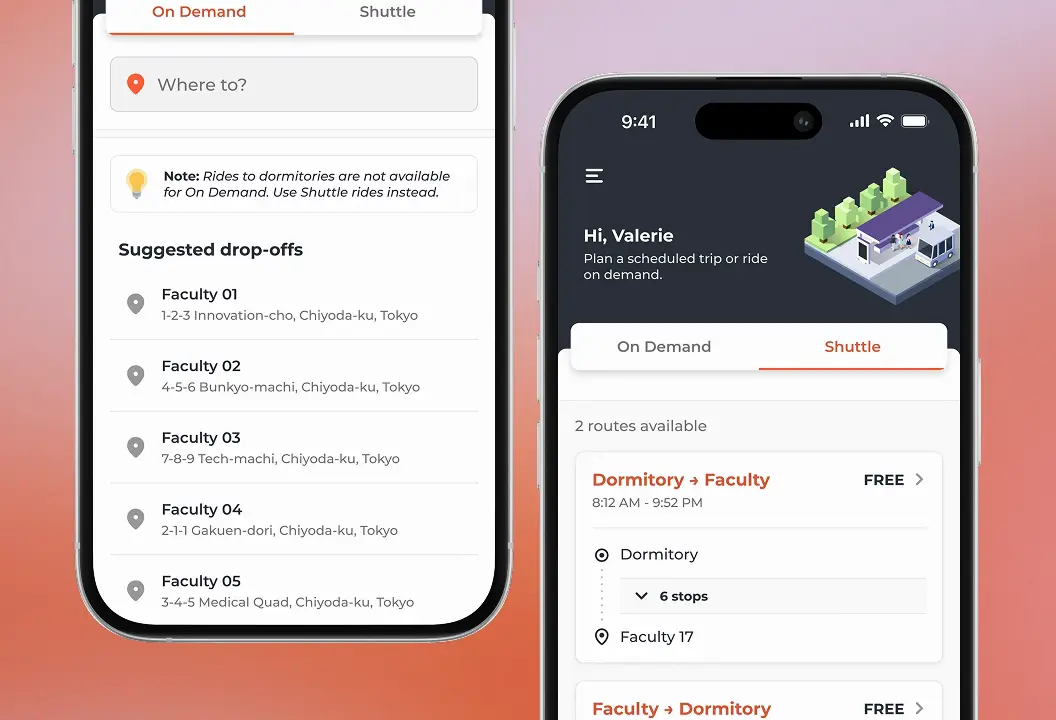 On Demand
Shuttle
Where to?
Note: Rides to dormitories are not available
for On Demand. Use Shuttle rides instead.
Suggested drop-offs
Faculty 01
1-2-3 Innovation-cho, Chiyoda-ku, Tokyo
Faculty 02
4-5-6 Bunkyo-machi, Chiyoda-ku, Tokyo
Faculty 03
7-8-9 Tech-machi, Chiyoda-ku, Tokyo
Faculty 04
2-1-1 Gakuen-dori, Chiyoda-ku, Tokyo
Faculty 05
3-4-5 Medical Quad, Chiyoda-ku, Tokyo
9:41
Hi, Valerie
Plan a scheduled trip or ride
on demand.
On Demand
Shuttle
2 routes available
Dormitory → Faculty
FREE
8:12 AM - 9:52 PM
Dormitory
6 stops
Faculty 17
Faculty → Dormitory
FREE